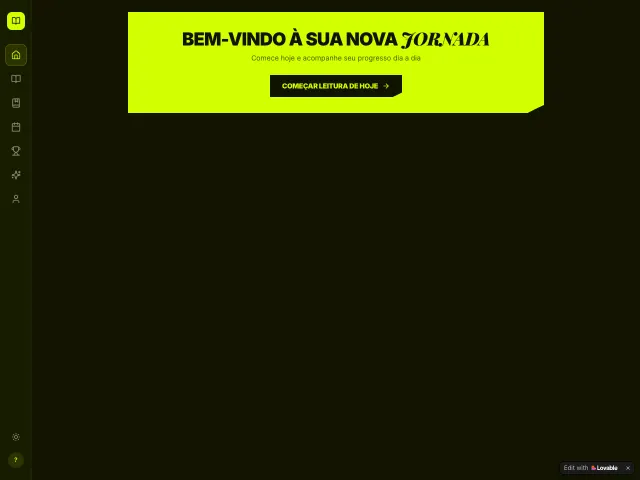 BEM-VINDO À SUA NOVA JORNADA
Comece hoje e acompanhe seu progresso dia a dia
COMEÇAR LEITURA DE HOJE →
?
Edit with Lovable ×